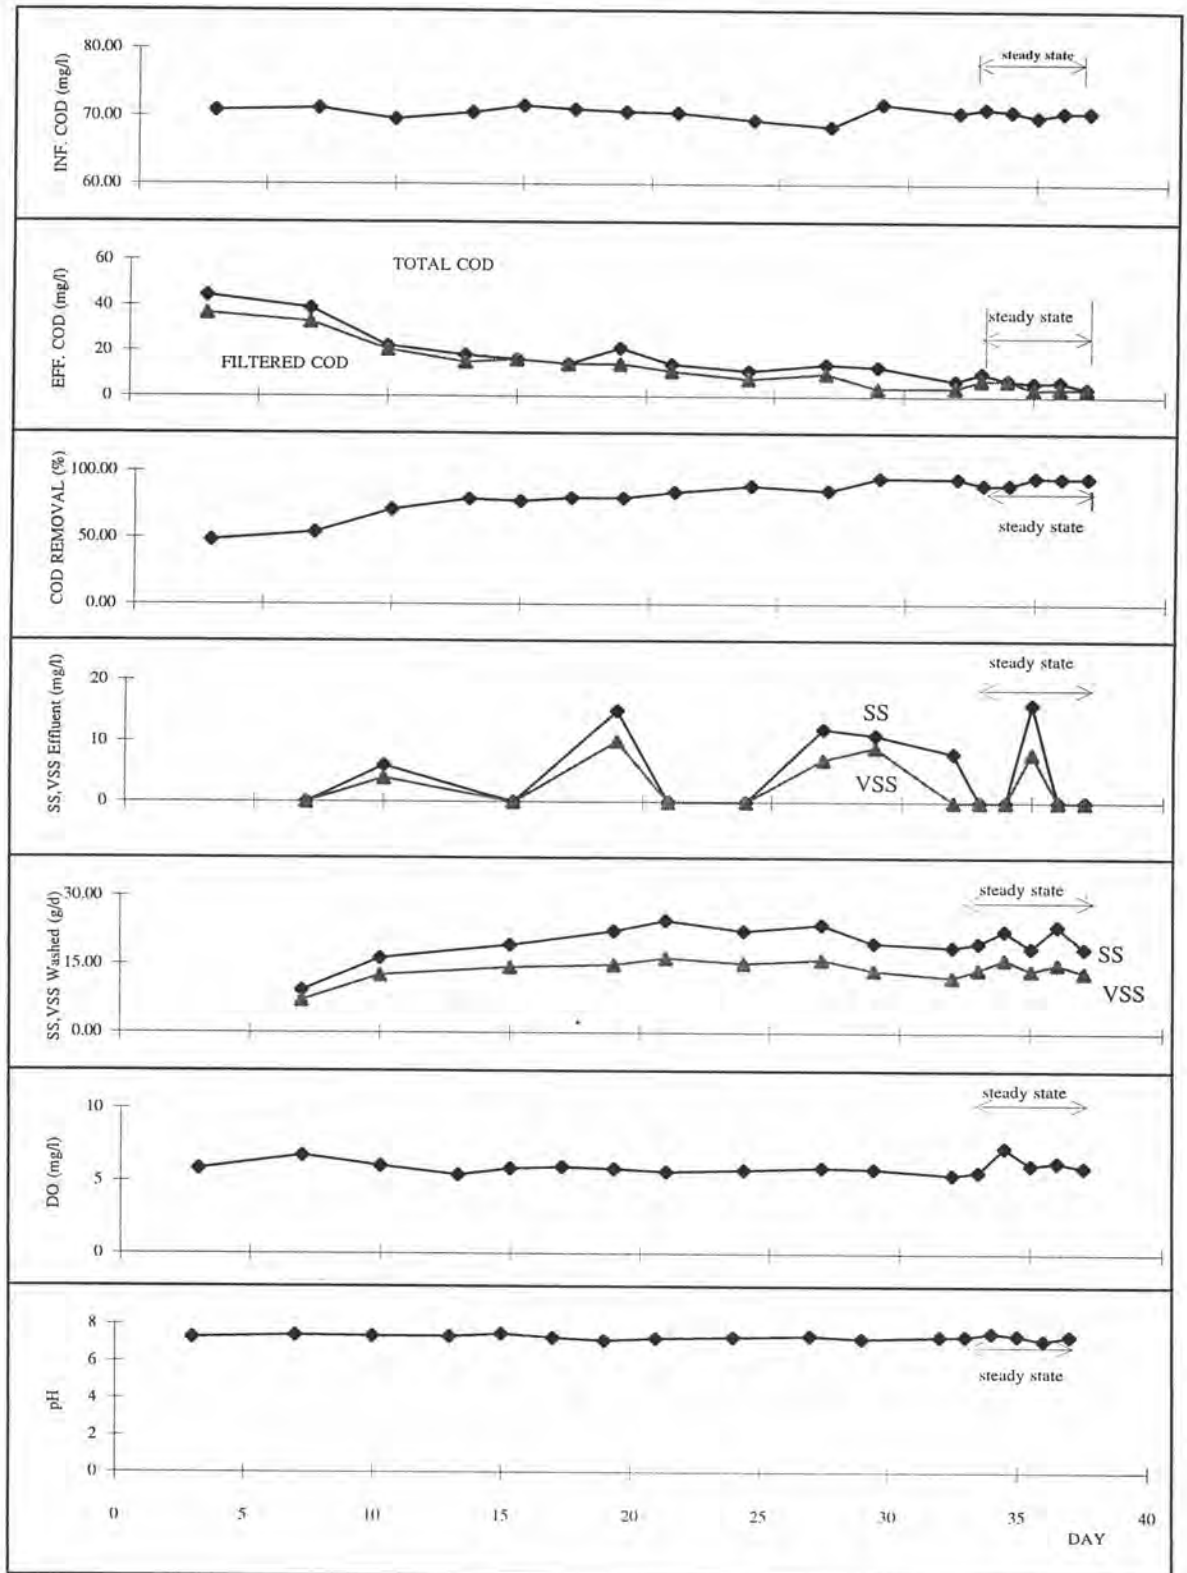 80.00
steady state
INF. COD (mg/l)
70.00
60.00
60
TOTAL COD
EFF. COD (mg/l)
40
steady state
20
FILTERED COD
0
COD REMOVAL (%)
100.00
50.00
steady state
0.00
SS,VSS Effluent (mg/l)
steady state
20
SS
10
VSS
0
SS,VSS Washed (g/d)
30.00
steady state
15.00
SS
VSS
0.00
steady state
10
DO (mg/l)
5
0
8
6
steady state
pH
4
2
0
0 5 10 15 20 25 30 35 40
DAY